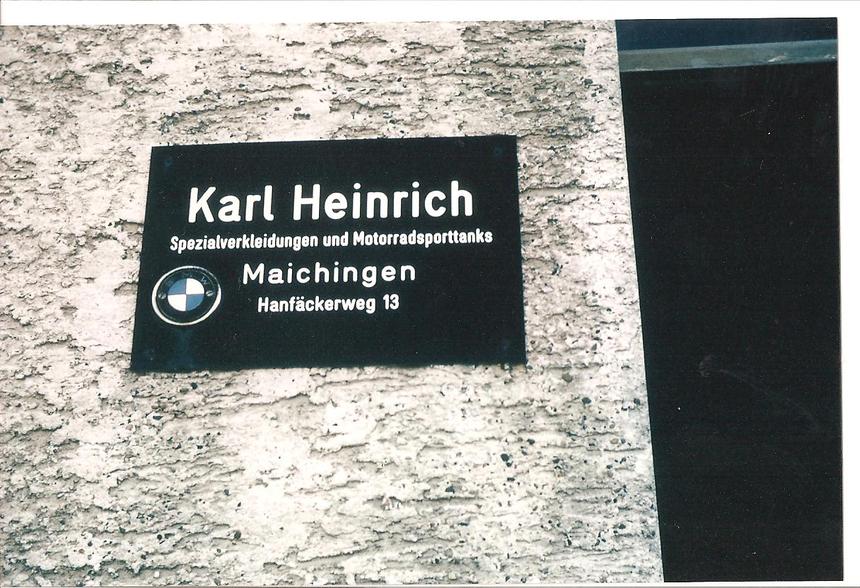 Karl Heinrich
Spezialverkleidungen und Motorradsporttanks
Maichingen
Hanfäckerweg 13